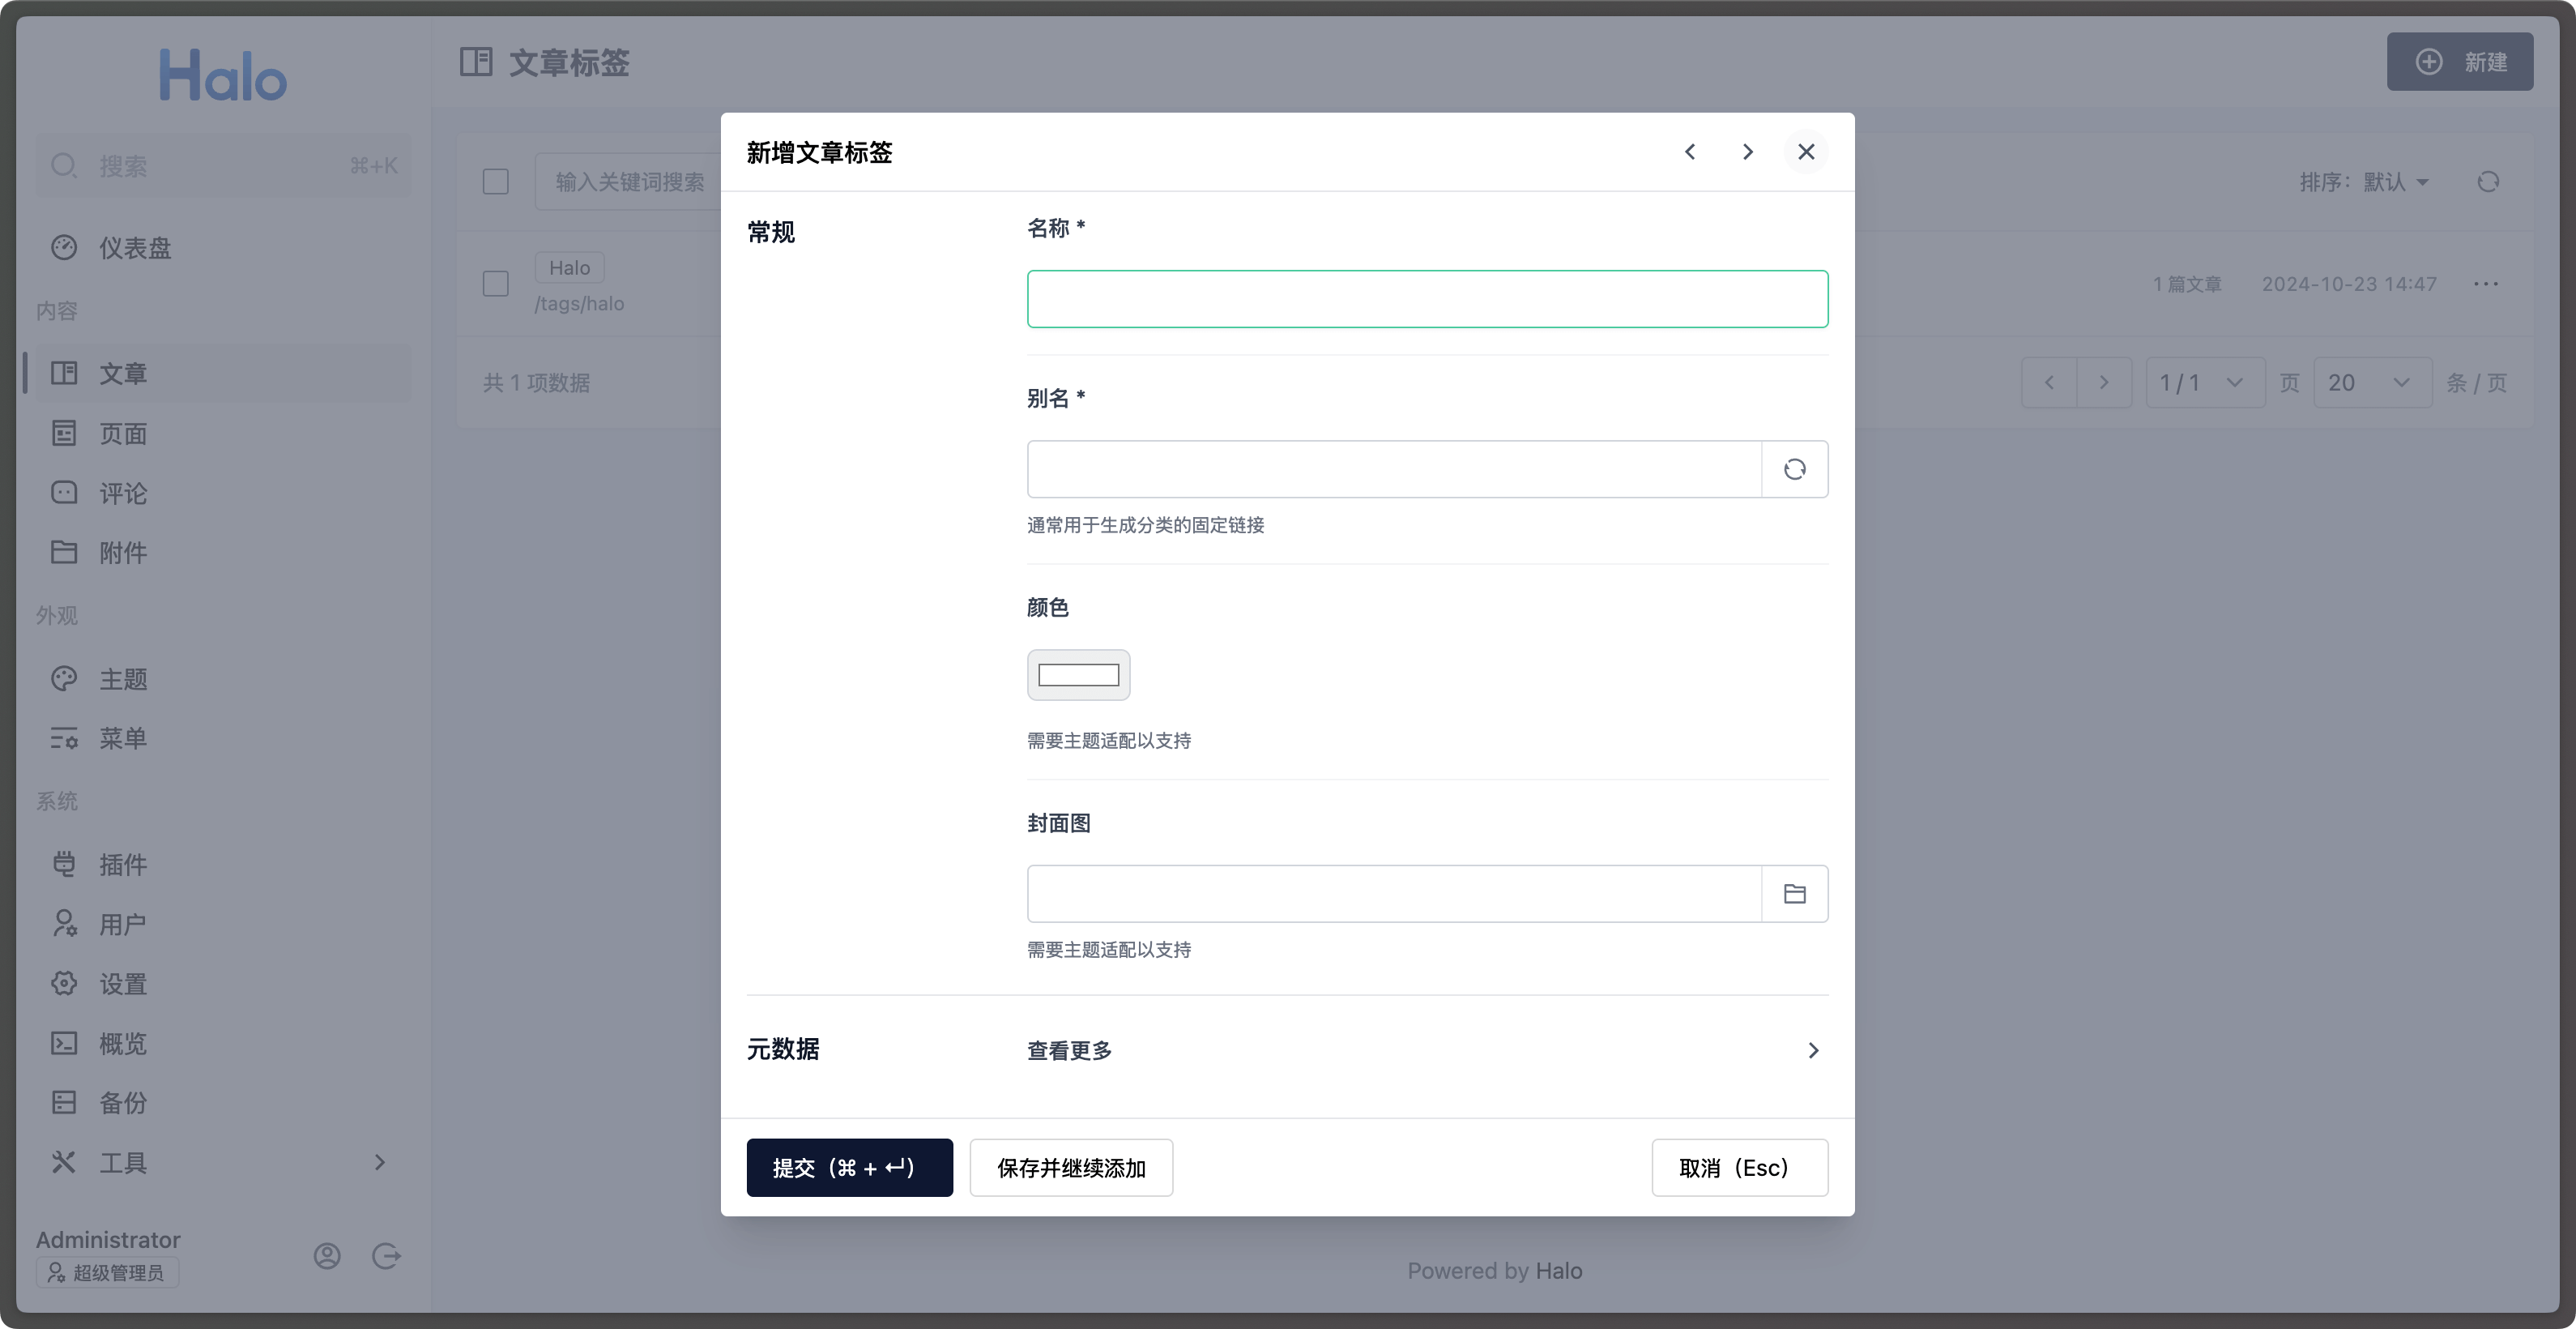 Halo
搜索 ⌘+K
仪表盘
内容
文章
页面
评论
附件
外观
主题
菜单
系统
插件
用户
设置
概览
备份
工具
Administrator
超级管理员
文章标签
新建
输入关键词搜索
排序：默认
Halo
/tags/halo
1 篇文章 2024-10-23 14:47
共 1 项数据
1 / 1 页 20 条 / 页
新增文章标签
常规
名称 *
别名 *
通常用于生成分类的固定链接
颜色
需要主题适配以支持
封面图
需要主题适配以支持
元数据
查看更多
提交（⌘ + ↵）
保存并继续添加
取消（Esc）
Powered by Halo